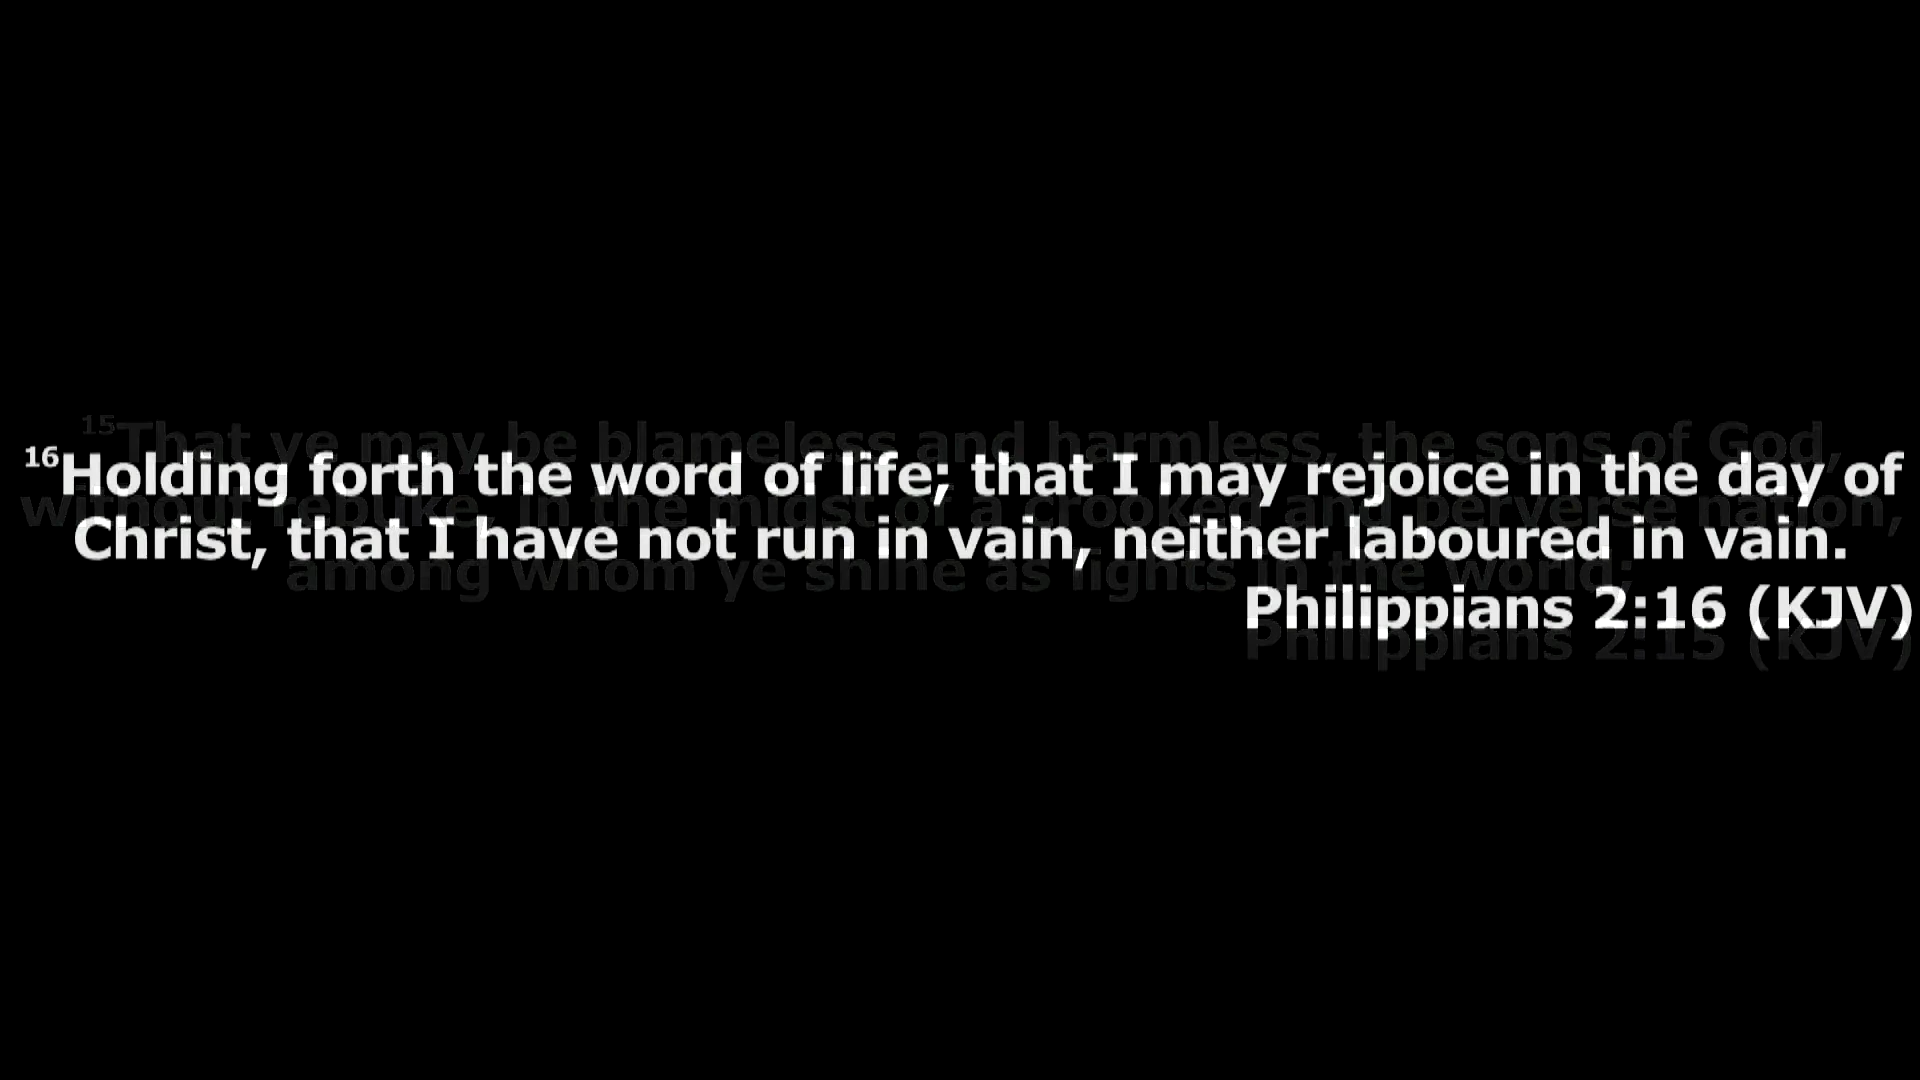 16Holding forth the word of life; that I may rejoice in the day of
Christ, that I have not run in vain, neither laboured in vain.
Philippians 2:16 (KJV)
15That ye may be blameless and harmless, the sons of God,
without rebuke, in the midst of a crooked and perverse nation,
among whom ye shine as lights in the world;
Philippians 2:15 (KJV)